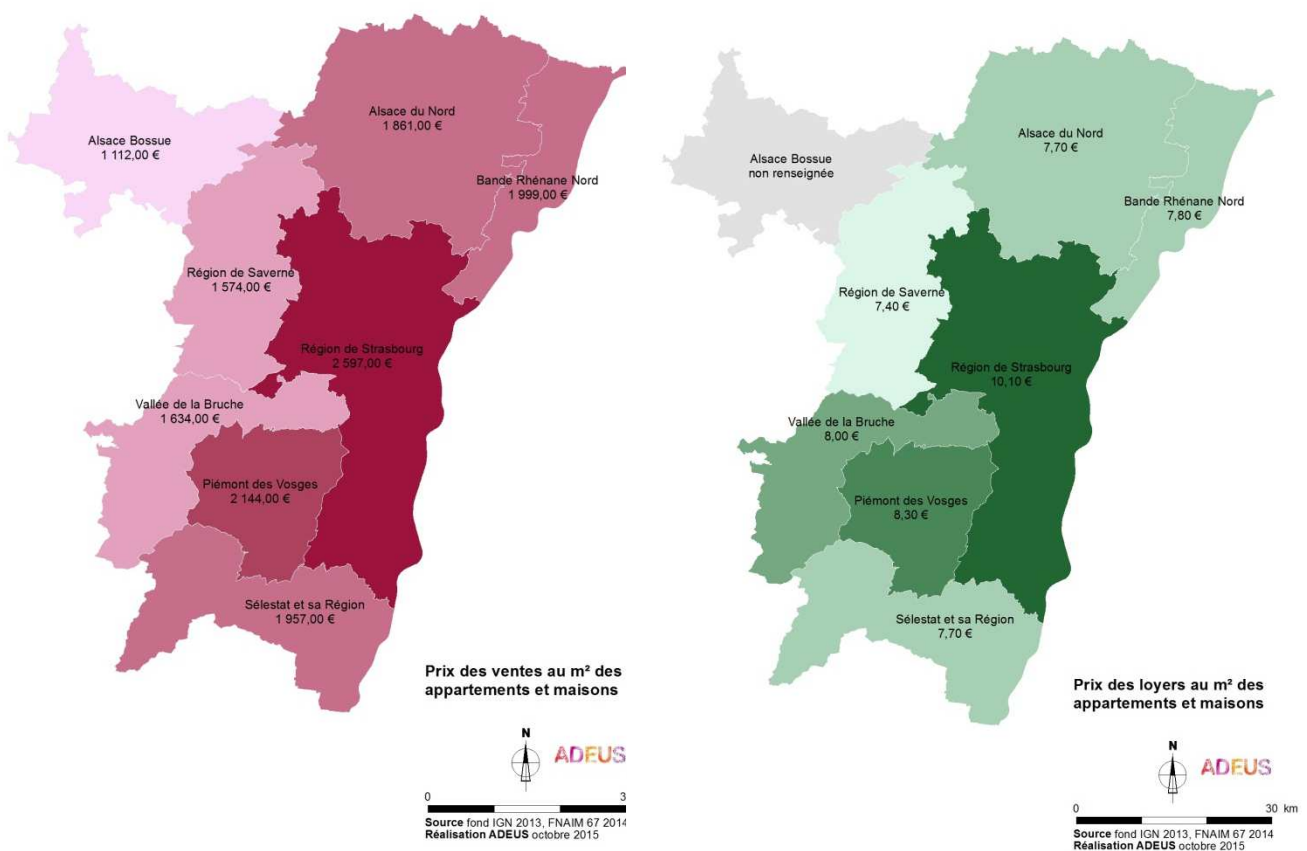 Alsace Bossue
1 112,00 €
Alsace du Nord
1 861,00 €
Bande Rhénane Nord
1 999,00 €
Région de Saverne
1 574,00 €
Région de Strasbourg
2 597,00 €
Vallée de la Bruche
1 634,00 €
Piémont des Vosges
2 144,00 €
Sélestat et sa Région
1 957,00 €
Prix des ventes au m² des
appartements et maisons
N
ADEUS
0 3
Source fond IGN 2013, FNAIM 67 2014
Réalisation ADEUS octobre 2015
Alsace Bossue
non renseignée
Alsace du Nord
7,70 €
Bande Rhénane Nord
7,80 €
Région de Saverne
7,40 €
Région de Strasbourg
10,10 €
Vallée de la Bruche
8,00 €
Piémont des Vosges
8,30 €
Sélestat et sa Région
7,70 €
Prix des loyers au m² des
appartements et maisons
N
ADEUS
0 30 km
Source fond IGN 2013, FNAIM 67 2014
Réalisation ADEUS octobre 2015